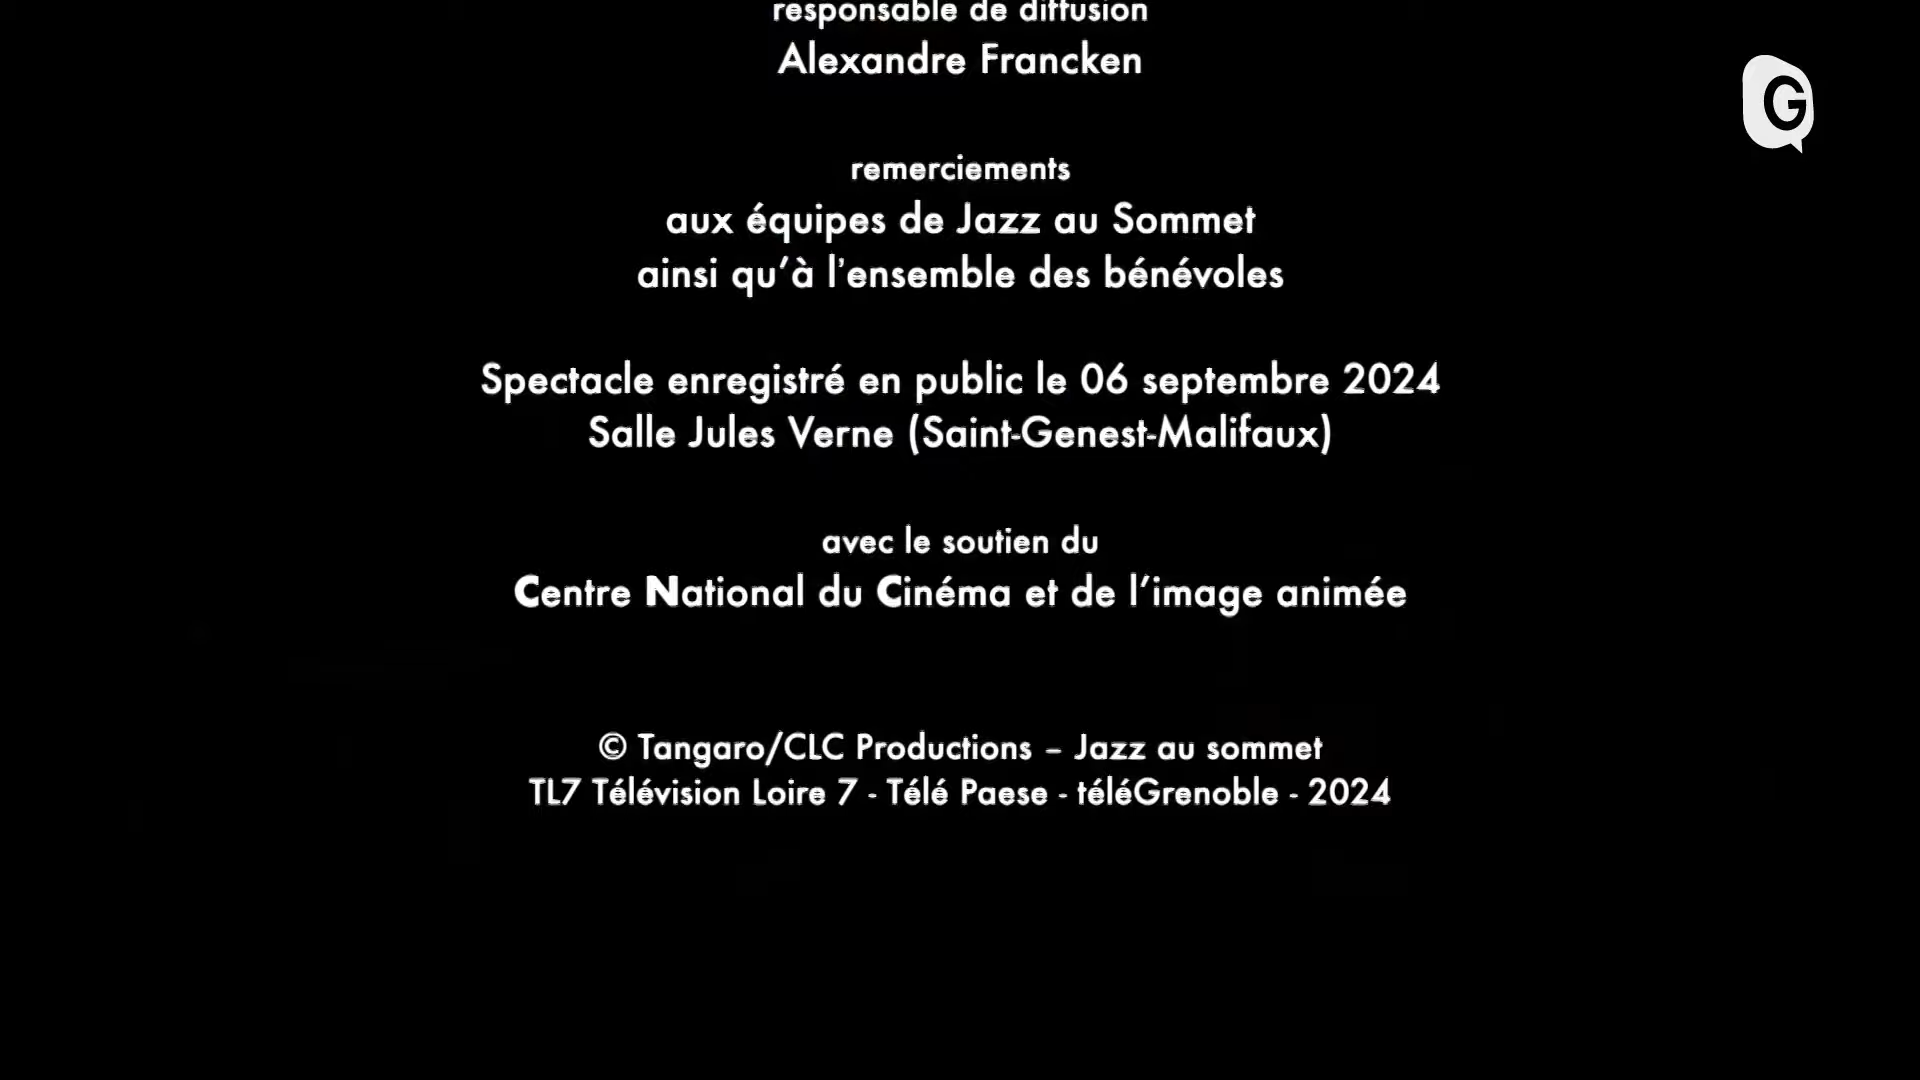 responsable de diffusion
Alexandre Francken
G
remerciements
aux équipes de Jazz au Sommet
ainsi qu'à l'ensemble des bénévoles
Spectacle enregistré en public le 06 septembre 2024
Salle Jules Verne (Saint-Genest-Malifaux)
avec le soutien du
Centre National du Cinéma et de l'image animée
© Tangaro/CLC Productions – Jazz au sommet
TL7 Télévision Loire 7 - Télé Paese - téléGrenoble - 2024